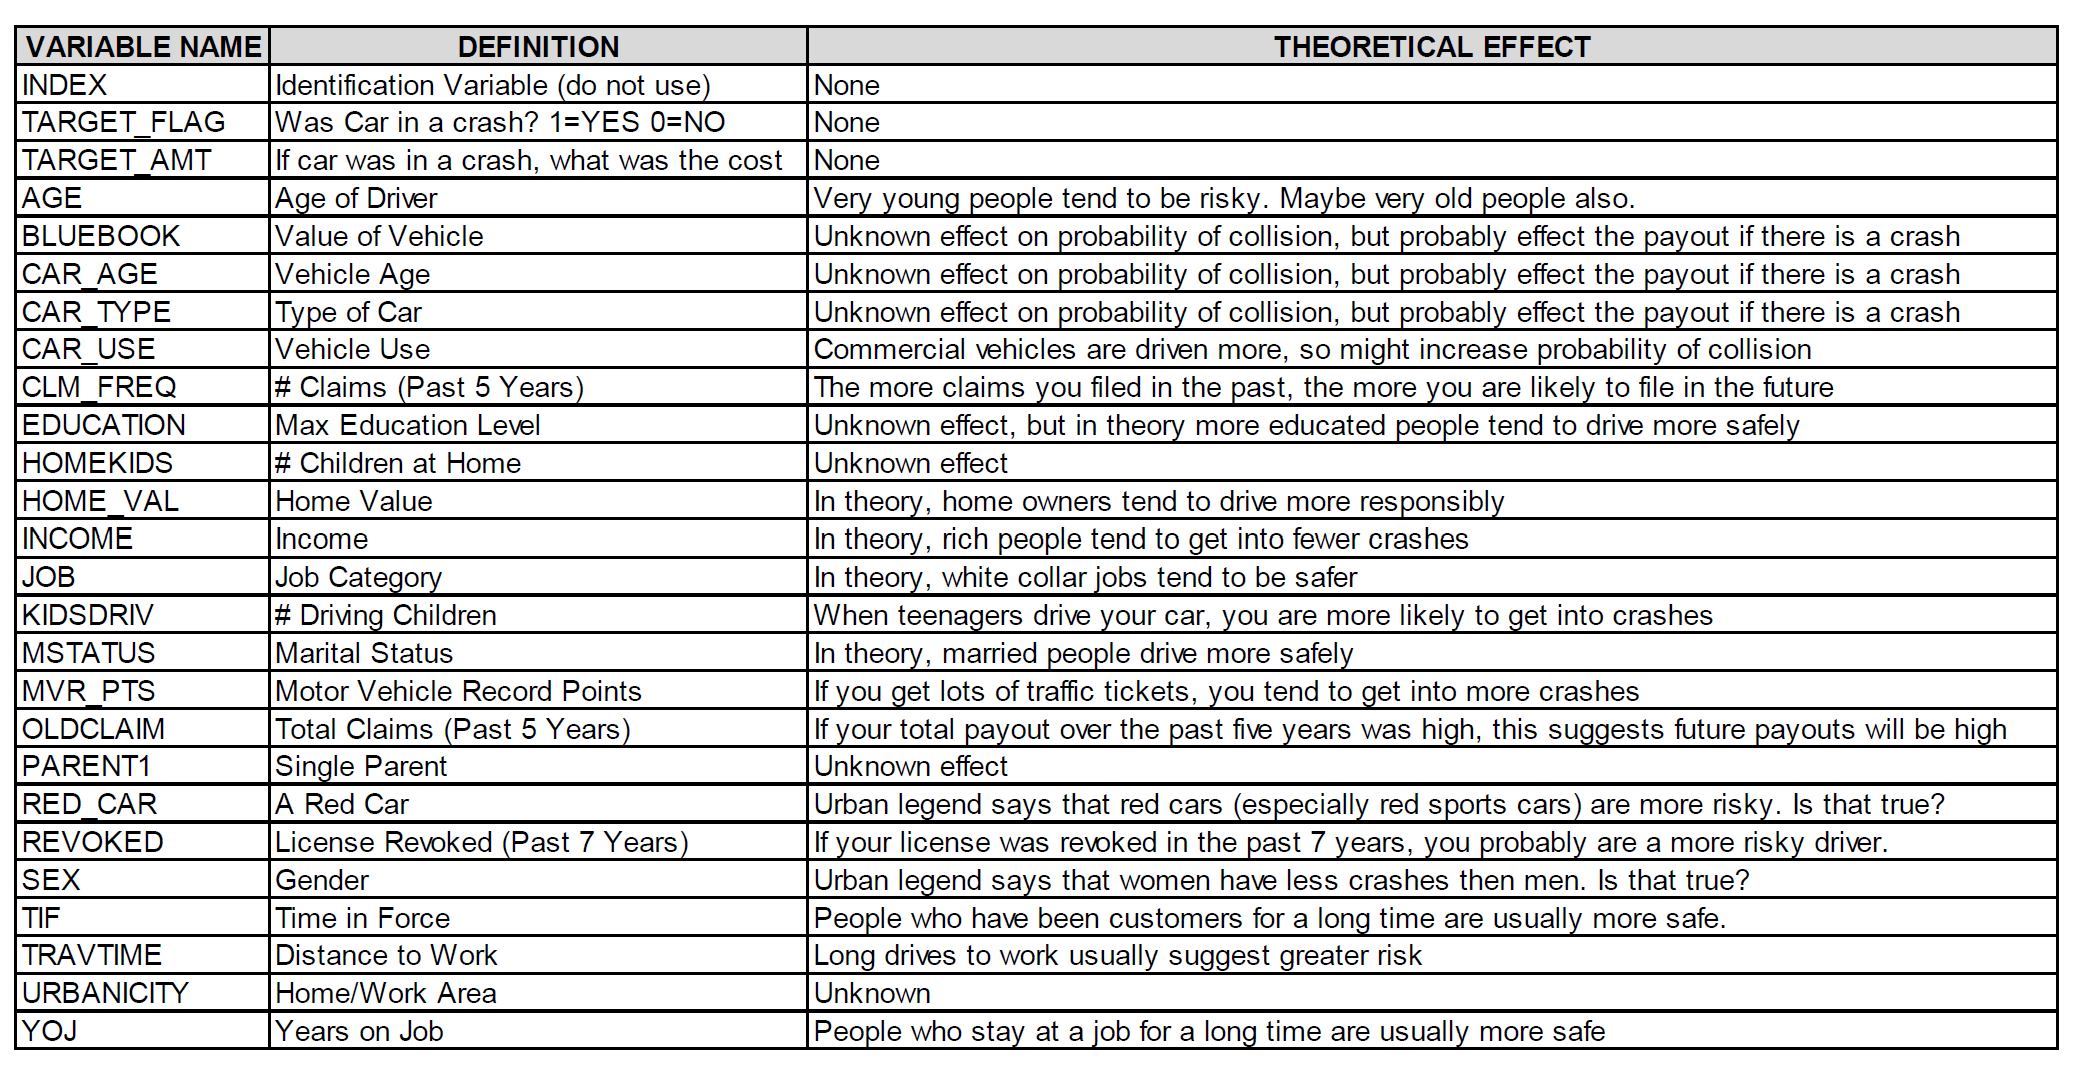 VARIABLE NAME DEFINITION THEORETICAL EFFECT
INDEX Identification Variable (do not use) None
TARGET_FLAG Was Car in a crash? 1=YES 0=NO None
TARGET_AMT If car was in a crash, what was the cost None
AGE Age of Driver Very young people tend to be risky. Maybe very old people also.
BLUEBOOK Value of Vehicle Unknown effect on probability of collision, but probably effect the payout if there is a crash
CAR_AGE Vehicle Age Unknown effect on probability of collision, but probably effect the payout if there is a crash
CAR_TYPE Type of Car Unknown effect on probability of collision, but probably effect the payout if there is a crash
CAR_USE Vehicle Use Commercial vehicles are driven more, so might increase probability of collision
CLM_FREQ # Claims (Past 5 Years) The more claims you filed in the past, the more you are likely to file in the future
EDUCATION Max Education Level Unknown effect, but in theory more educated people tend to drive more safely
HOMEKIDS # Children at Home Unknown effect
HOME_VAL Home Value In theory, home owners tend to drive more responsibly
INCOME Income In theory, rich people tend to get into fewer crashes
JOB Job Category In theory, white collar jobs tend to be safer
KIDSDRIV # Driving Children When teenagers drive your car, you are more likely to get into crashes
MSTATUS Marital Status In theory, married people drive more safely
MVR_PTS Motor Vehicle Record Points If you get lots of traffic tickets, you tend to get into more crashes
OLDCLAIM Total Claims (Past 5 Years) If your total payout over the past five years was high, this suggests future payouts will be high
PARENT1 Single Parent Unknown effect
RED_CAR A Red Car Urban legend says that red cars (especially red sports cars) are more risky. Is that true?
REVOKED License Revoked (Past 7 Years) If your license was revoked in the past 7 years, you probably are a more risky driver.
SEX Gender Urban legend says that women have less crashes then men. Is that true?
TIF Time in Force People who have been customers for a long time are usually more safe.
TRAVTIME Distance to Work Long drives to work usually suggest greater risk
URBANICITY Home/Work Area Unknown
YOJ Years on Job People who stay at a job for a long time are usually more safe